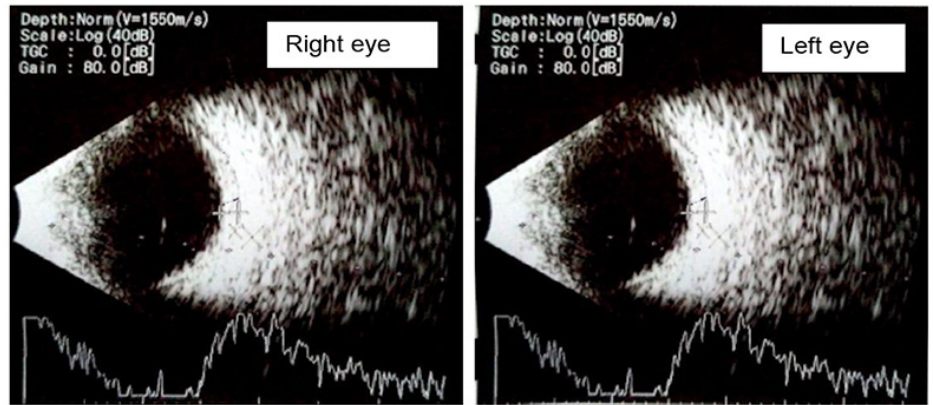 Depth:Norm(V=1550m/s)
Scale:Log(40dB)
TGC : 0.0[dB]
Gain : 80.0[dB]
Right eye
Depth:Norm(V=1550m/s)
Scale:Log(40dB)
TGC : 0.0[dB]
Gain : 80.0[dB]
Left eye